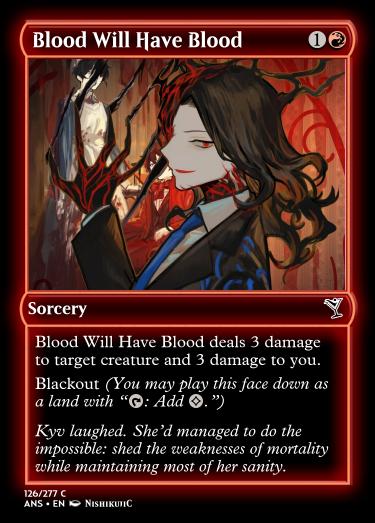 Blood Will Have Blood 1
Sorcery
Blood Will Have Blood deals 3 damage
to target creature and 3 damage to you.
Blackout (You may play this face down as
a land with “: Add .”)
Kyv laughed. She’d managed to do the
impossible: shed the weaknesses of mortality
while maintaining most of her sanity.
126/277 C
ANS • EN NishikujiC